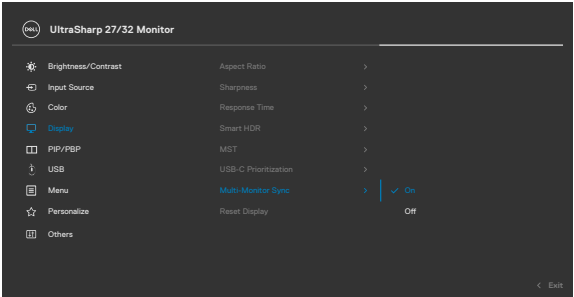 DELL UltraSharp 27/32 Monitor
Brightness/Contrast Aspect Ratio
Input Source Sharpness
Color Response Time
Display Smart HDR
PIP/PBP MST
USB USB-C Prioritization
Menu Multi-Monitor Sync On
Personalize Reset Display Off
Others
Exit